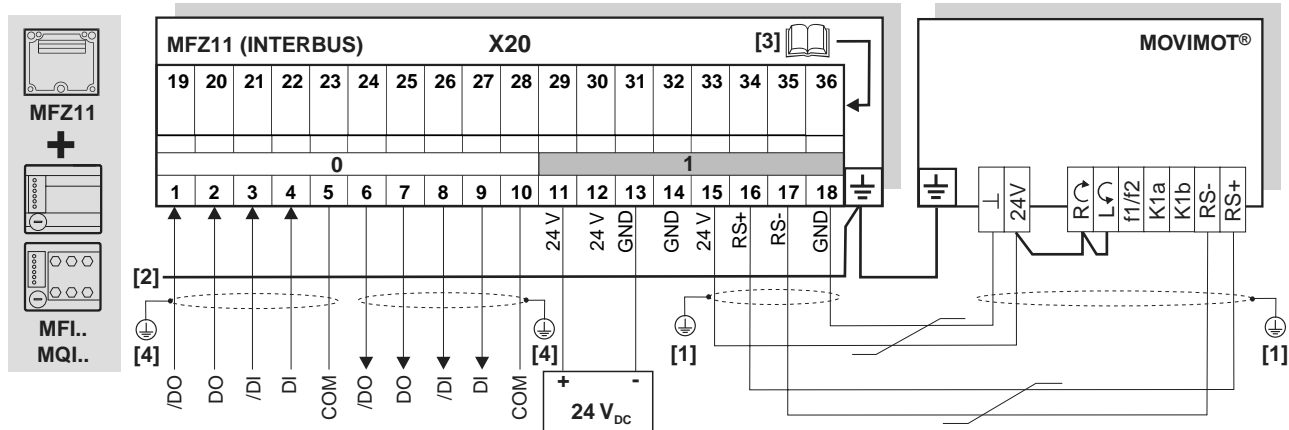 MFZ11
+
MFI..
MQI..
MFZ11 (INTERBUS) X20 [3]
19 20 21 22 23 24 25 26 27 28 29 30 31 32 33 34 35 36
0 1
1 2 3 4 5 6 7 8 9 10 11 12 13 14 15 16 17 18
24 V 24 V GND GND 24 V RS+ RS- GND
[2]
[4] [4]
/DO DO /DI DI COM /DO DO /DI DI COM
+ -
24 VDC
MOVIMOT®
⊥ 24V R L f1/f2 K1a K1b RS- RS+
[1] [1]